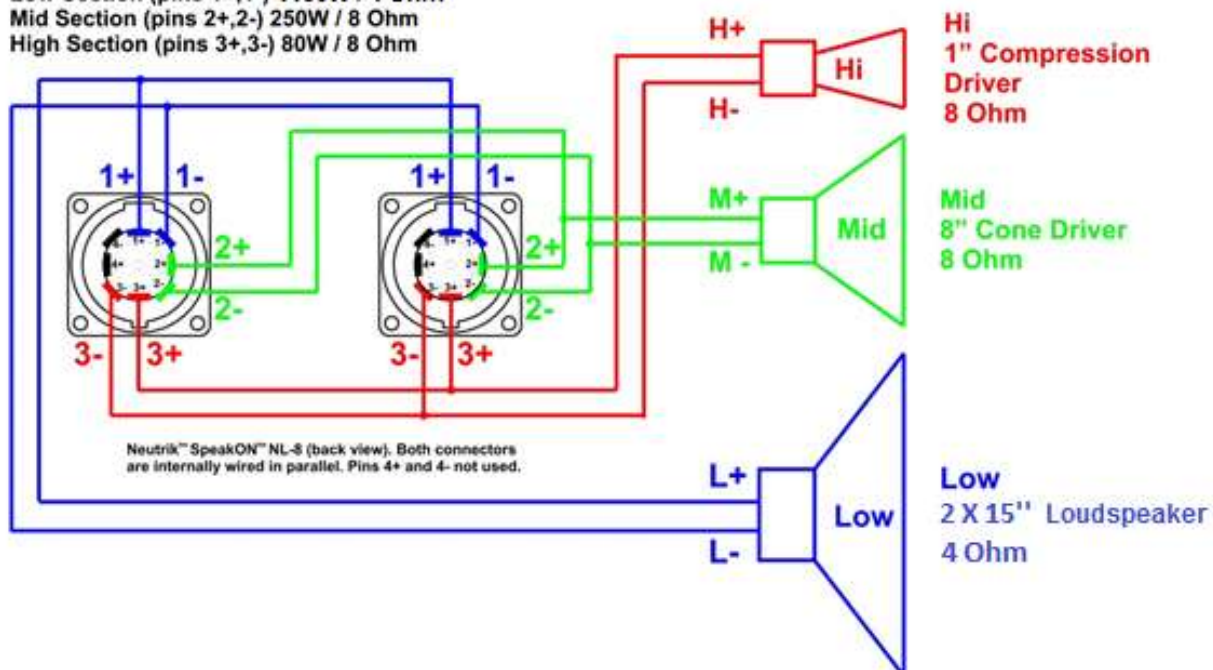 Mid Section (pins 2+,2-) 250W / 8 Ohm
High Section (pins 3+,3-) 80W / 8 Ohm
H+
Hi
H-
Hi
1" Compression
Driver
8 Ohm
1+
1-
1+
1-
2+
2-
2+
2-
3-
3+
3-
3+
M+
Mid
M -
Mid
8" Cone Driver
8 Ohm
Neutrik™ SpeakON™ NL-8 (back view). Both connectors
are internally wired in parallel. Pins 4+ and 4- not used.
L+
Low
L-
Low
2 X 15'' Loudspeaker
4 Ohm